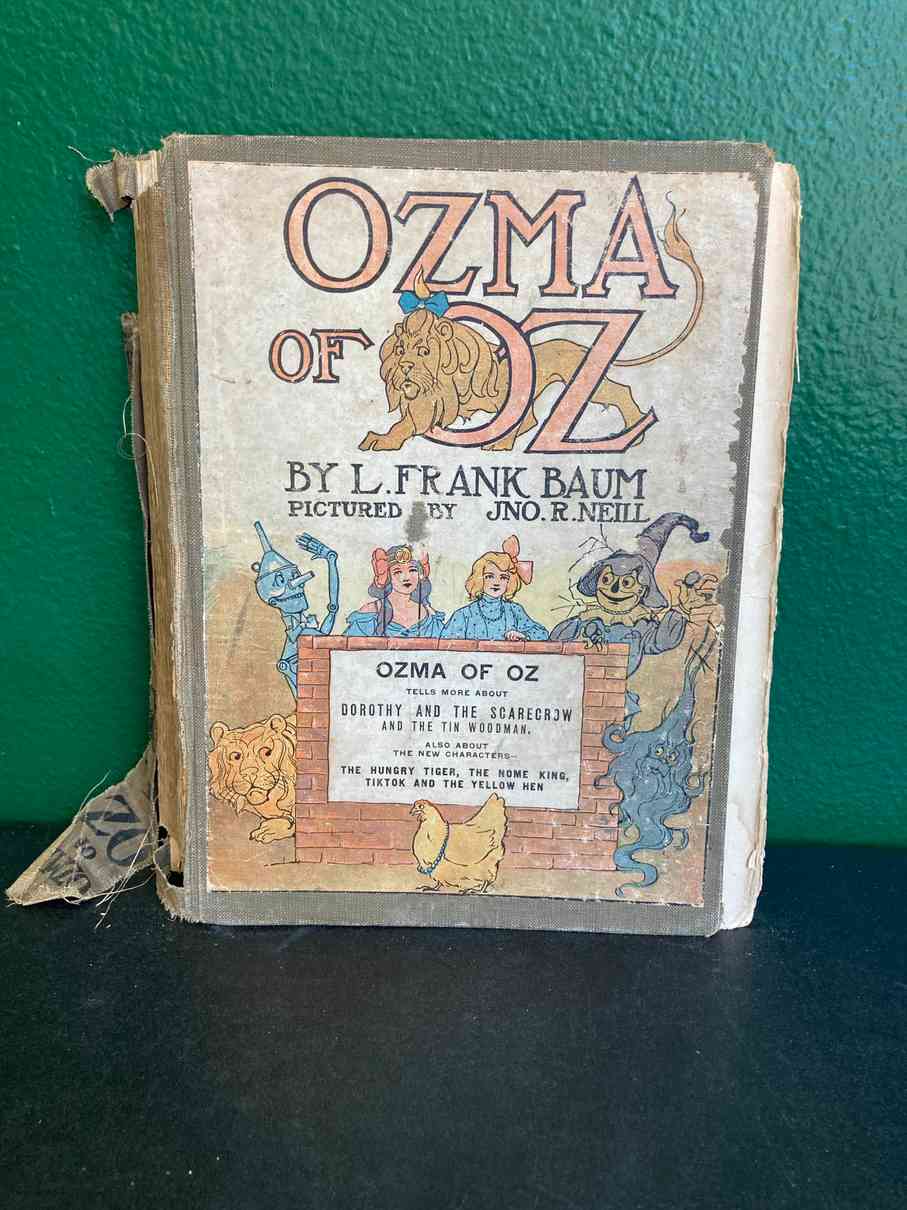 OZMA
OF OZ
BY L. FRANK BAUM
PICTURED BY JNO. R. NEILL
OZMA OF OZ
TELLS MORE ABOUT
DOROTHY AND THE SCARECROW
AND THE TIN WOODMAN.
ALSO ABOUT
THE NEW CHARACTERS—
THE HUNGRY TIGER, THE NOME KING,
TIKTOK AND THE YELLOW HEN
OZ